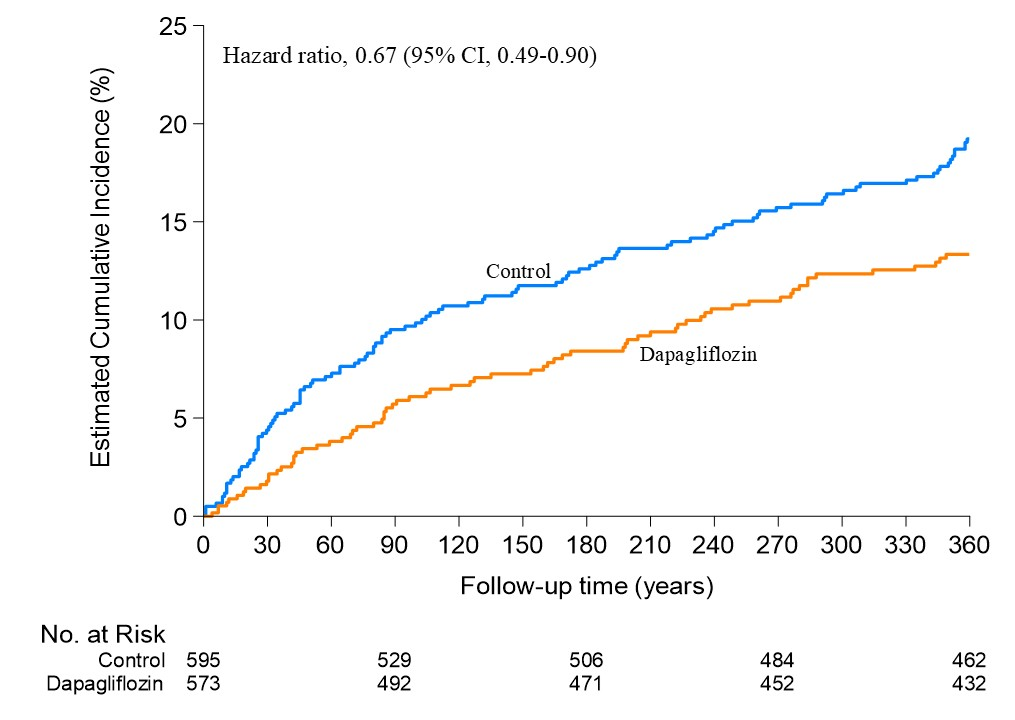 25
Hazard ratio, 0.67 (95% CI, 0.49-0.90)
20
15
10
5
0
Estimated Cumulative Incidence (%)
Control
Dapagliflozin
0 30 60 90 120 150 180 210 240 270 300 330 360
Follow-up time (years)
No. at Risk
Control 595 529 506 484 462
Dapagliflozin 573 492 471 452 432